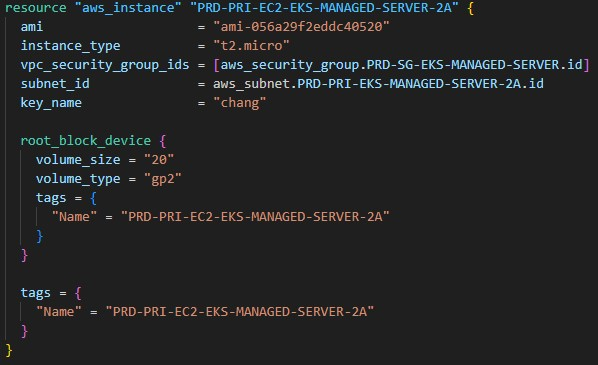 resource "aws_instance" "PRD-PRI-EC2-EKS-MANAGED-SERVER-2A" {
  ami                    = "ami-056a29f2eddc40520"
  instance_type          = "t2.micro"
  vpc_security_group_ids = [aws_security_group.PRD-SG-EKS-MANAGED-SERVER.id]
  subnet_id              = aws_subnet.PRD-PRI-EKS-MANAGED-SERVER-2A.id
  key_name               = "chang"

  root_block_device {
    volume_size = "20"
    volume_type = "gp2"
    tags = {
      "Name" = "PRD-PRI-EC2-EKS-MANAGED-SERVER-2A"
    }
  }

  tags = {
    "Name" = "PRD-PRI-EC2-EKS-MANAGED-SERVER-2A"
  }
}